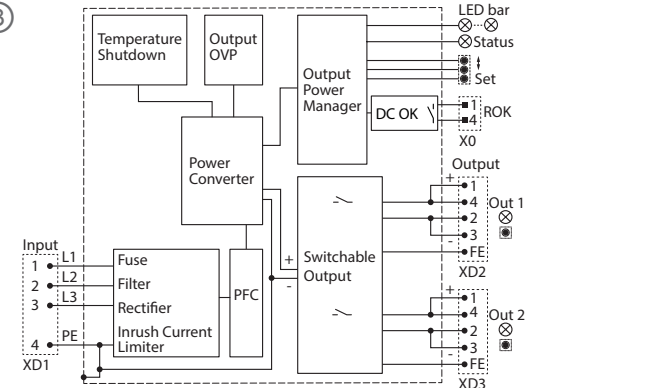 3
Temperature
Shutdown
Output
OVP
Output
Power
Manager
DC OK
LED bar
Status
Set
1
4
ROK
X0
Power
Converter
Output
+
1
4
2
3
-
FE
Out 1
XD2
Switchable
Output
+
-
Input
1
L1
2
L2
3
L3
4
PE
XD1
Fuse
Filter
Rectifier
Inrush Current
Limiter
PFC
+
1
4
2
3
-
FE
Out 2
XD3